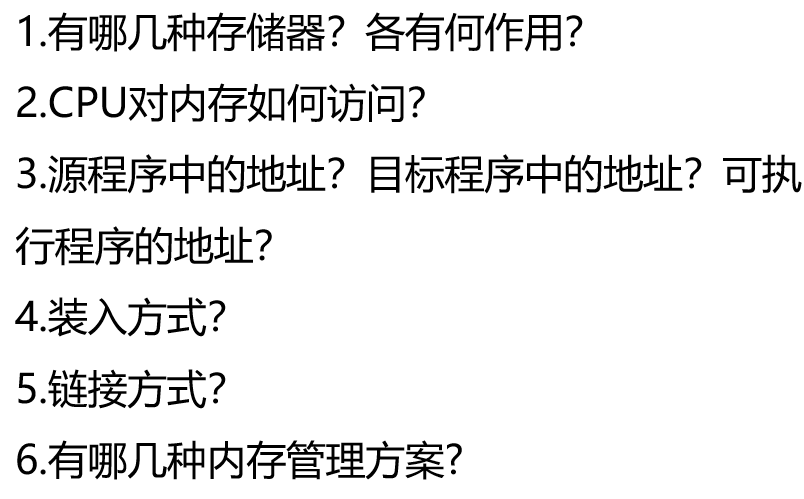 1.有哪几种存储器？各有何作用？
2.CPU对内存如何访问？
3.源程序中的地址？目标程序中的地址？可执
行程序的地址？
4.装入方式？
5.链接方式？
6.有哪几种内存管理方案?